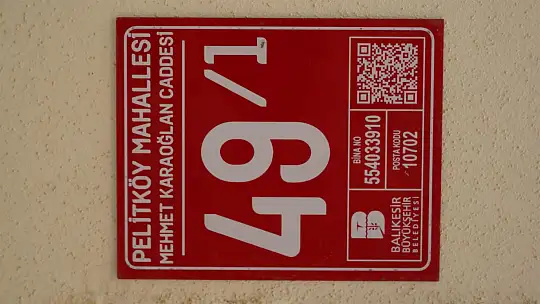 PELİTKÖY MAHALLESİ
MEHMET KARAOĞLAN CADDESİ
49/1
BİNA NO
554033910
POSTA KODU
10702
BALIKESİR
BÜYÜKŞEHİR
BELEDİYESİ